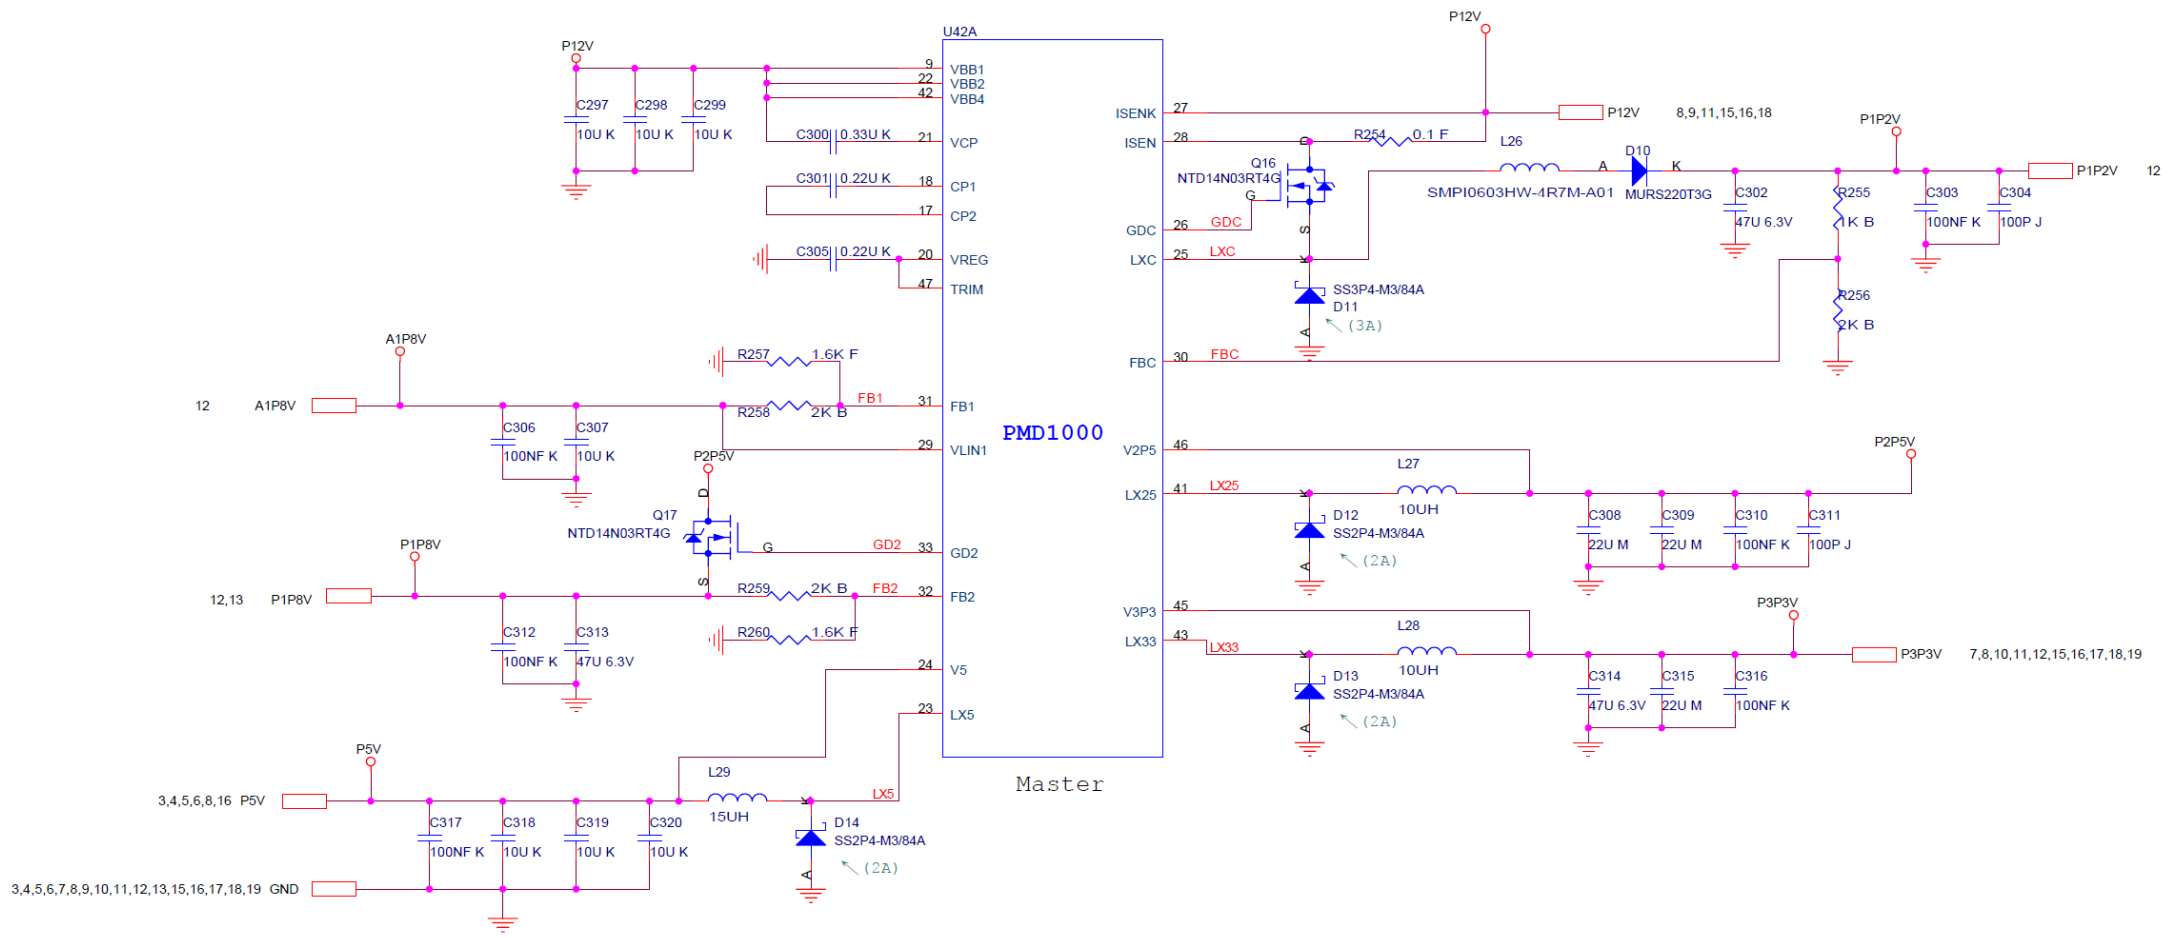 P12V
U42A
P12V
9 VBB1
22 VBB2
42 VBB4
C297
10U K
C298
10U K
C299
10U K
C300 0.33U K 21 VCP
C301 0.22U K 18 CP1
17 CP2
C305 0.22U K 20 VREG
47 TRIM
A1P8V
R257 1.6K F
12 A1P8V
R258 2K B FB1 31 FB1
C306
100NF K
C307
10U K
29 VLIN1
P2P5V
D
Q17
NTD14N03RT4G
G GD2 33 GD2
S
P1P8V
12,13 P1P8V
R259 2K B FB2 32 FB2
R260 1.6K F
C312
100NF K
C313
47U 6.3V
24 V5
23 LX5
P5V
3,4,5,6,8,16 P5V
L29
15UH
K LX5
C317
100NF K
C318
10U K
C319
10U K
C320
10U K
D14
SS2P4-M3/84A
(2A)
A
3,4,5,6,7,8,9,10,11,12,13,15,16,17,18,19 GND
PMD1000
Master
ISENK 27
P12V 8,9,11,15,16,18
ISEN 28
D
R254 0.1 F
Q16
NTD14N03RT4G
G
S
GDC 26 GDC
LXC 25 LXC
K
SS3P4-M3/84A
D11
(3A)
A
FBC 30 FBC
L26
SMPI0603HW-4R7M-A01
D10
A K
MURS220T3G
P1P2V
P1P2V 12
C302
47U 6.3V
R255
1K B
C303
100NF K
C304
100P J
R256
2K B
V2P5 46
LX25 41 LX25
K
L27
10UH
P2P5V
D12
SS2P4-M3/84A
(2A)
A
C308
22U M
C309
22U M
C310
100NF K
C311
100P J
V3P3 45
LX33 43 LX33
K
L28
10UH
P3P3V
P3P3V 7,8,10,11,12,15,16,17,18,19
D13
SS2P4-M3/84A
(2A)
A
C314
47U 6.3V
C315
22U M
C316
100NF K